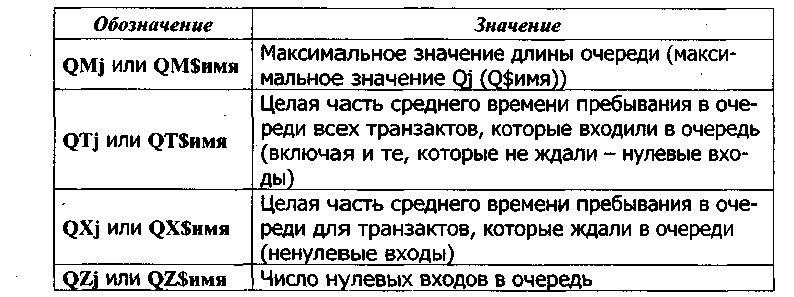 Обозначение Значение
QMj или QM$имя Максимальное значение длины очереди (макси-
мальное значение Qj (Q$имя))
Целая часть среднего времени пребывания в оче-
реди всех транзактов, которые входили в очередь
QTj или QT$имя (включая и те, которые не ждали – нулевые вхо-
ды)
Целая часть среднего времени пребывания в оче-
QXj или QX$имя реди для транзактов, которые ждали в очереди
(ненулевые входы)
QZj или QZ$имя Число нулевых входов в очередь